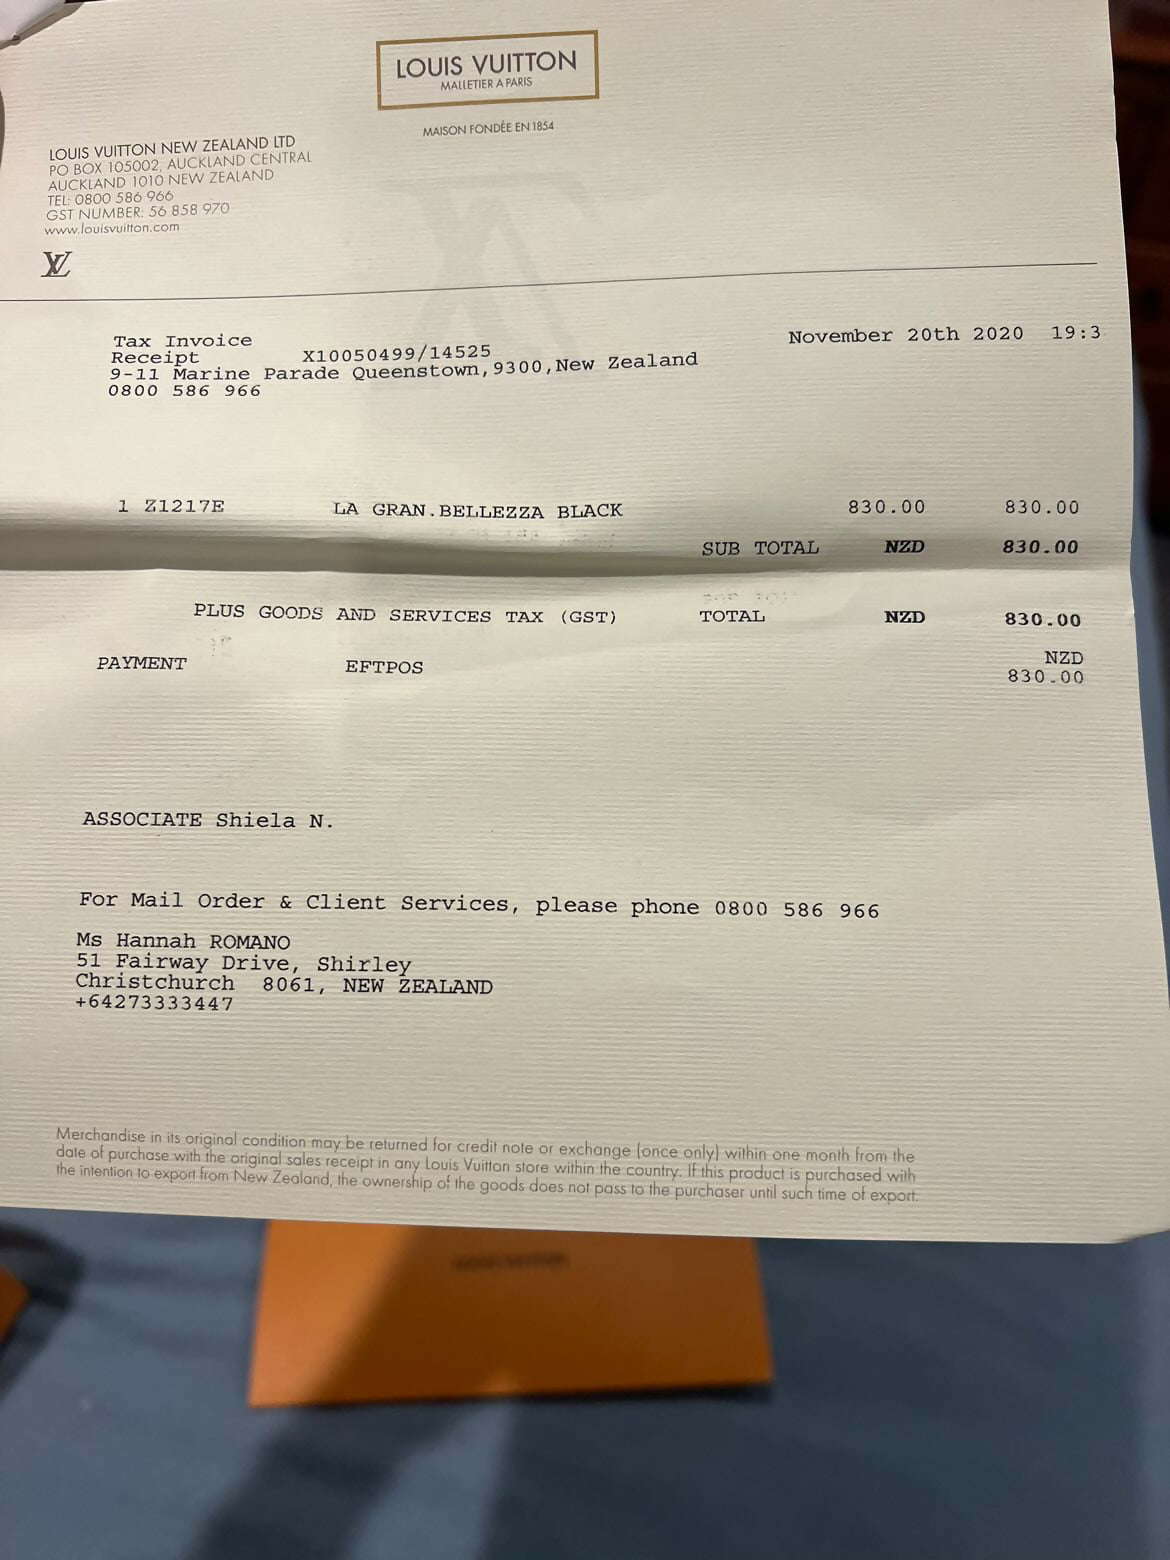 LOUIS VUITTON
MALLETIER A PARIS
MAISON FONDÉE EN 1854
LOUIS VUITTON NEW ZEALAND LTD
PO BOX 105002, AUCKLAND CENTRAL
AUCKLAND 1010 NEW ZEALAND
TEL: 0800 586 966
GST NUMBER: 56 858 970
www.louisvuitton.com
LV
Tax Invoice November 20th 2020 19:3
Receipt X10050499/14525
9-11 Marine Parade Queenstown,9300,New Zealand
0800 586 966
1 Z1217E LA GRAN.BELLEZZA BLACK 830.00 830.00
SUB TOTAL NZD 830.00
PLUS GOODS AND SERVICES TAX (GST) TOTAL NZD 830.00
PAYMENT EFTPOS NZD
830.00
ASSOCIATE Shiela N.
For Mail Order & Client Services, please phone 0800 586 966
Ms Hannah ROMANO
51 Fairway Drive, Shirley
Christchurch 8061, NEW ZEALAND
+64273333447
Merchandise in its original condition may be returned for credit note or exchange (once only) within one month from the
date of purchase with the original sales receipt in any Louis Vuitton store within the country. If this product is purchased with
the intention to export from New Zealand, the ownership of the goods does not pass to the purchaser until such time of export.